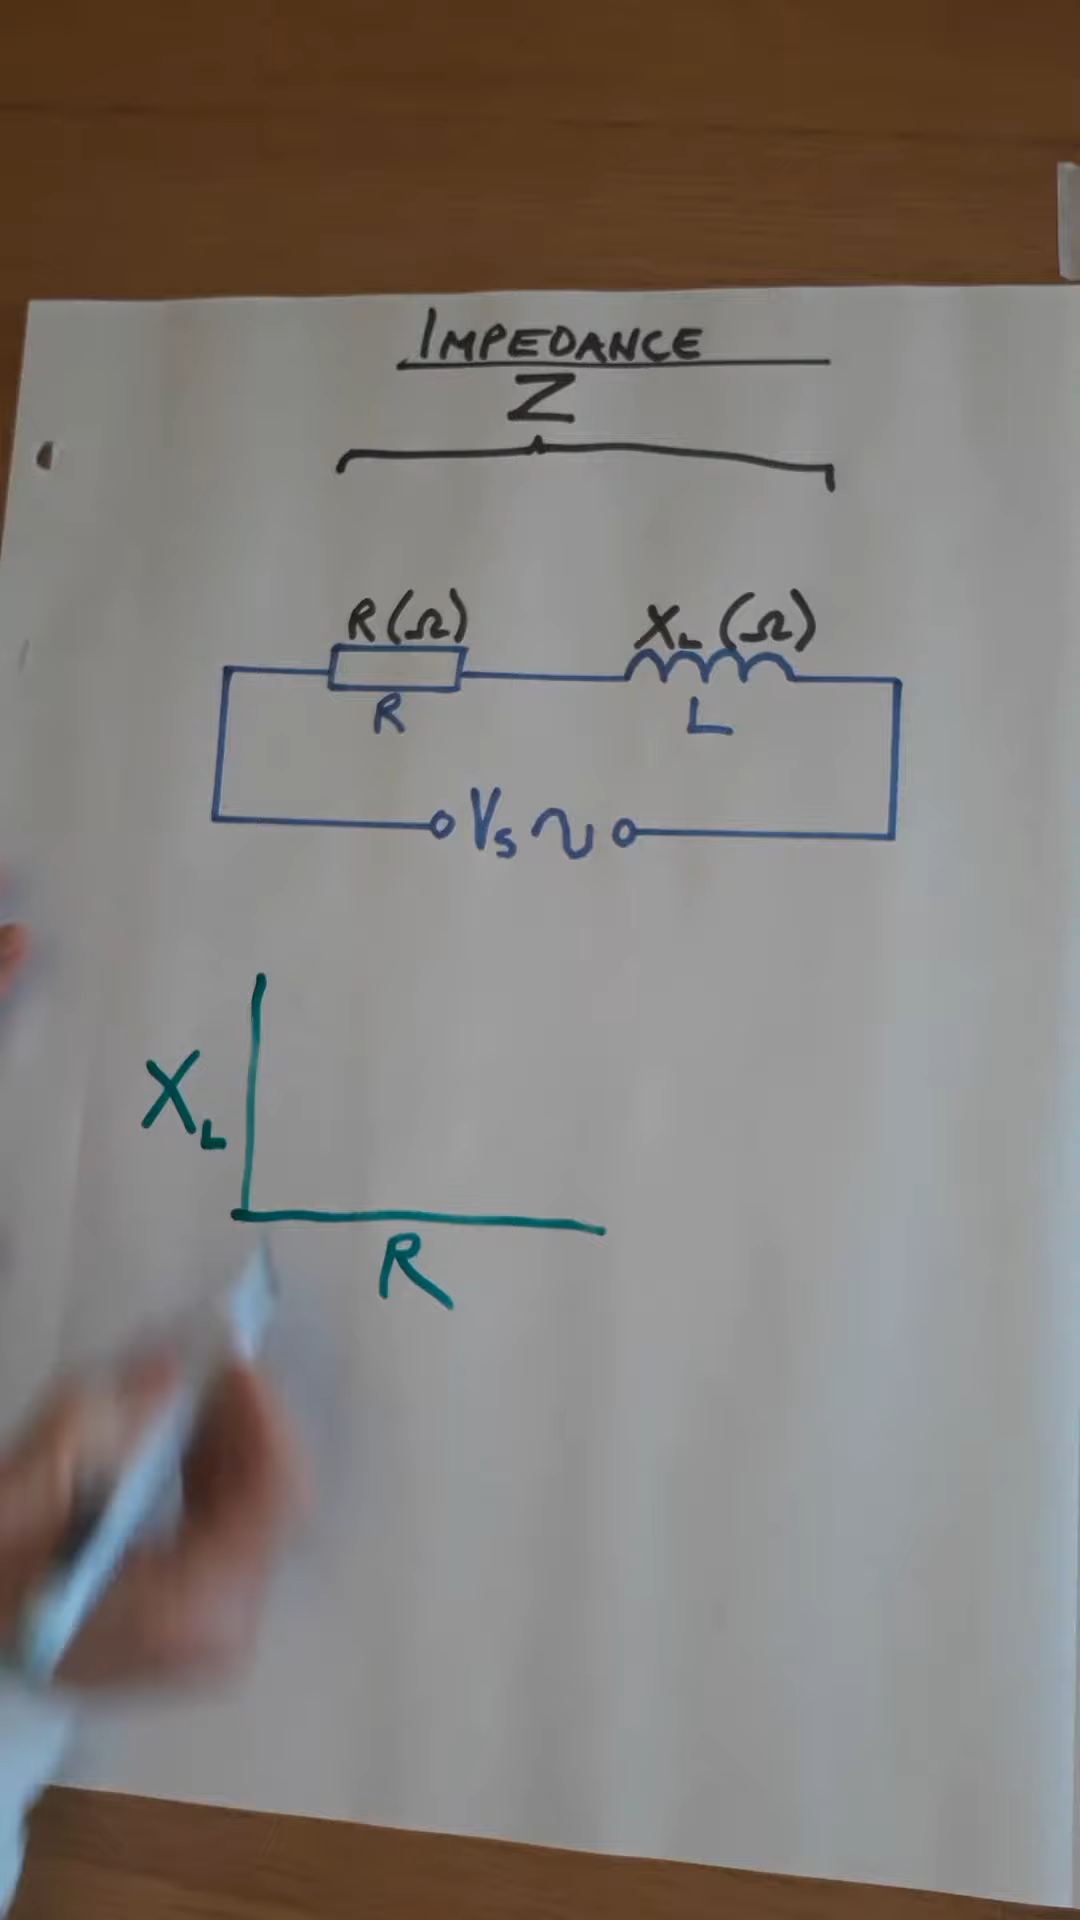 IMPEDANCE
Z
R(Ω) X_L (Ω)
R L
V_S ~
X_L
R